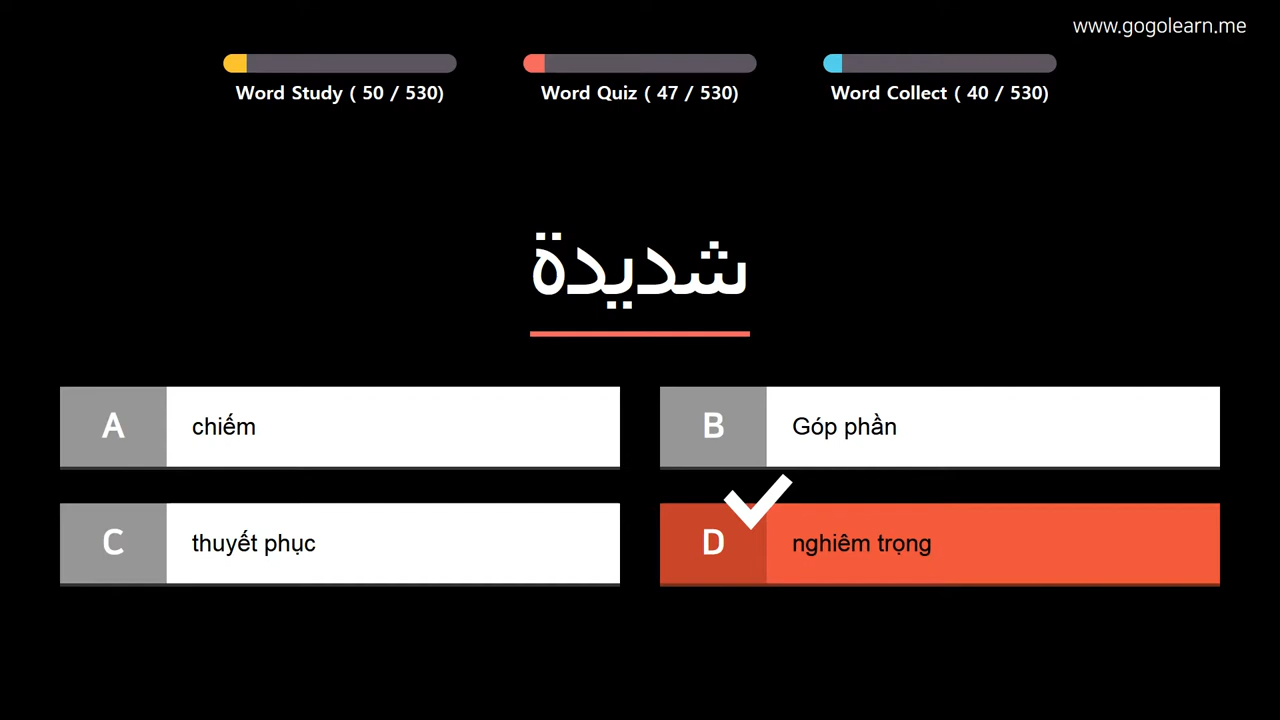 www.gogolearn.me
Word Study ( 50 / 530)
Word Quiz ( 47 / 530)
Word Collect ( 40 / 530)
شديدة
A chiếm
B Góp phần
C thuyết phục
D nghiêm trọng